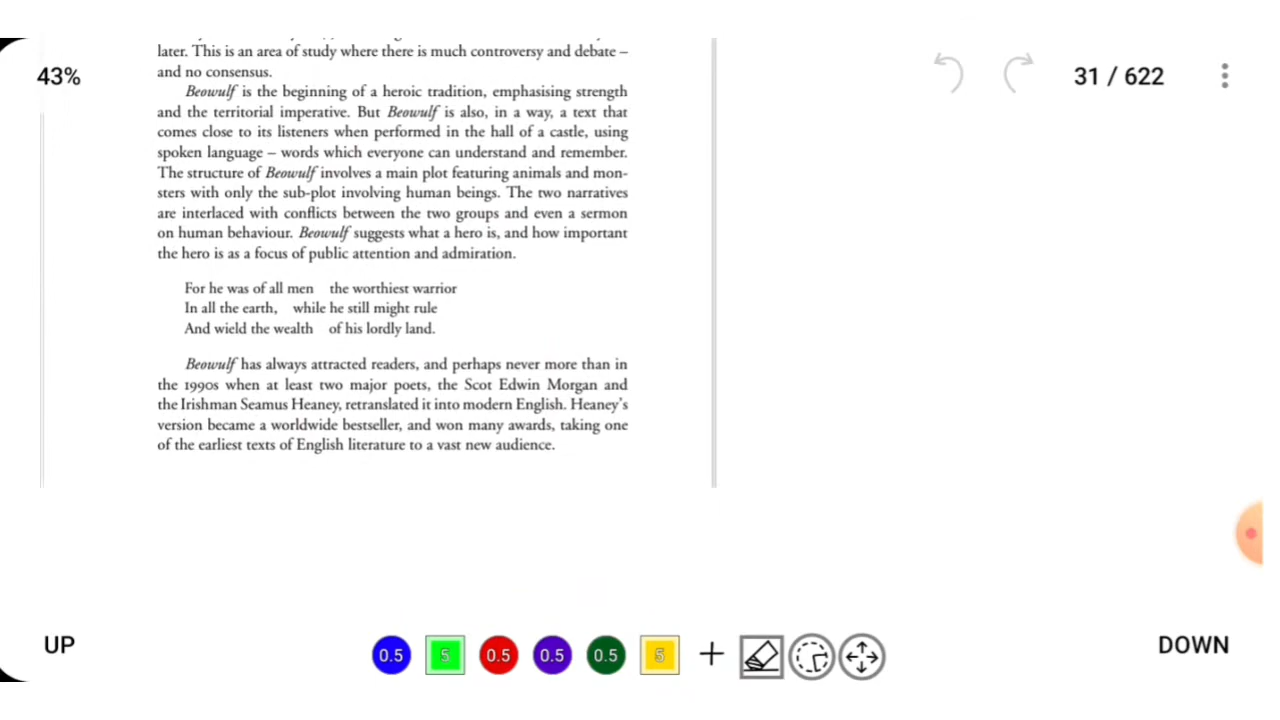 43%
31 / 622
later. This is an area of study where there is much controversy and debate –
and no consensus.
Beowulf is the beginning of a heroic tradition, emphasising strength
and the territorial imperative. But Beowulf is also, in a way, a text that
comes close to its listeners when performed in the hall of a castle, using
spoken language – words which everyone can understand and remember.
The structure of Beowulf involves a main plot featuring animals and mon-
sters with only the sub-plot involving human beings. The two narratives
are interlaced with conflicts between the two groups and even a sermon
on human behaviour. Beowulf suggests what a hero is, and how important
the hero is as a focus of public attention and admiration.
For he was of all men the worthiest warrior
In all the earth, while he still might rule
And wield the wealth of his lordly land.
Beowulf has always attracted readers, and perhaps never more than in
the 1990s when at least two major poets, the Scot Edwin Morgan and
the Irishman Seamus Heaney, retranslated it into modern English. Heaney's
version became a worldwide bestseller, and won many awards, taking one
of the earliest texts of English literature to a vast new audience.
UP
0.5 5 0.5 0.5 0.5 5 +
DOWN